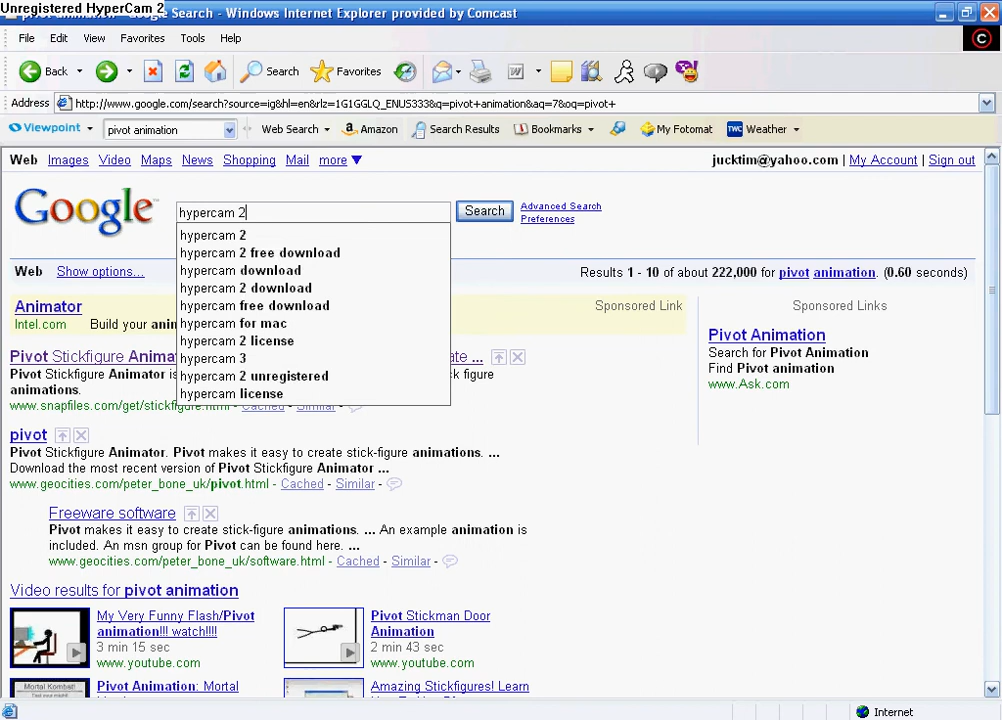 Unregistered HyperCam 2
Search - Windows Internet Explorer provided by Comcast
File Edit View Favorites Tools Help
Back Search Favorites
Address http://www.google.com/search?source=ig&hl=en&rlz=1G1GGLQ_ENUS333&q=pivot+animation&aq=7&oq=pivot+
Viewpoint pivot animation Web Search Amazon Search Results Bookmarks My Fotomat TWC Weather
Web Images Video Maps News Shopping Mail more ▼ jucktim@yahoo.com | My Account | Sign out
Google hypercam 2 Search Advanced Search
Preferences
hypercam 2
hypercam 2 free download
hypercam download
hypercam 2 download
hypercam free download
hypercam for mac
hypercam 2 license
hypercam 3
hypercam 2 unregistered
hypercam license
Web Show options... Results 1 - 10 of about 222,000 for pivot animation. (0.60 seconds)
Animator Sponsored Link
Intel.com Build your
Sponsored Links
Pivot Animation
Search for Pivot Animation
Find Pivot animation
www.Ask.com
Pivot Stickfigure ...
Pivot Stickfigure Animator figure
animations.
www.snapfiles.com/get/stickfigure.html - Cached - Similar -
pivot
Pivot Stickfigure Animator. Pivot makes it easy to create stick-figure animations. ...
Download the most recent version of Pivot Stickfigure Animator ...
www.geocities.com/peter_bone_uk/pivot.html - Cached - Similar -
Freeware software
Pivot makes it easy to create stick-figure animations. ... An example animation is
included. An msn group for Pivot can be found here. ...
www.geocities.com/peter_bone_uk/software.html - Cached - Similar -
Video results for pivot animation
My Very Funny Flash/Pivot
animation!!! watch!!!!
3 min 15 sec
www.youtube.com
Pivot Stickman Door
Animation
2 min 43 sec
www.youtube.com
Mortal Kombat!
Pivot Animation: Mortal
Amazing Stickfigures! Learn
Internet